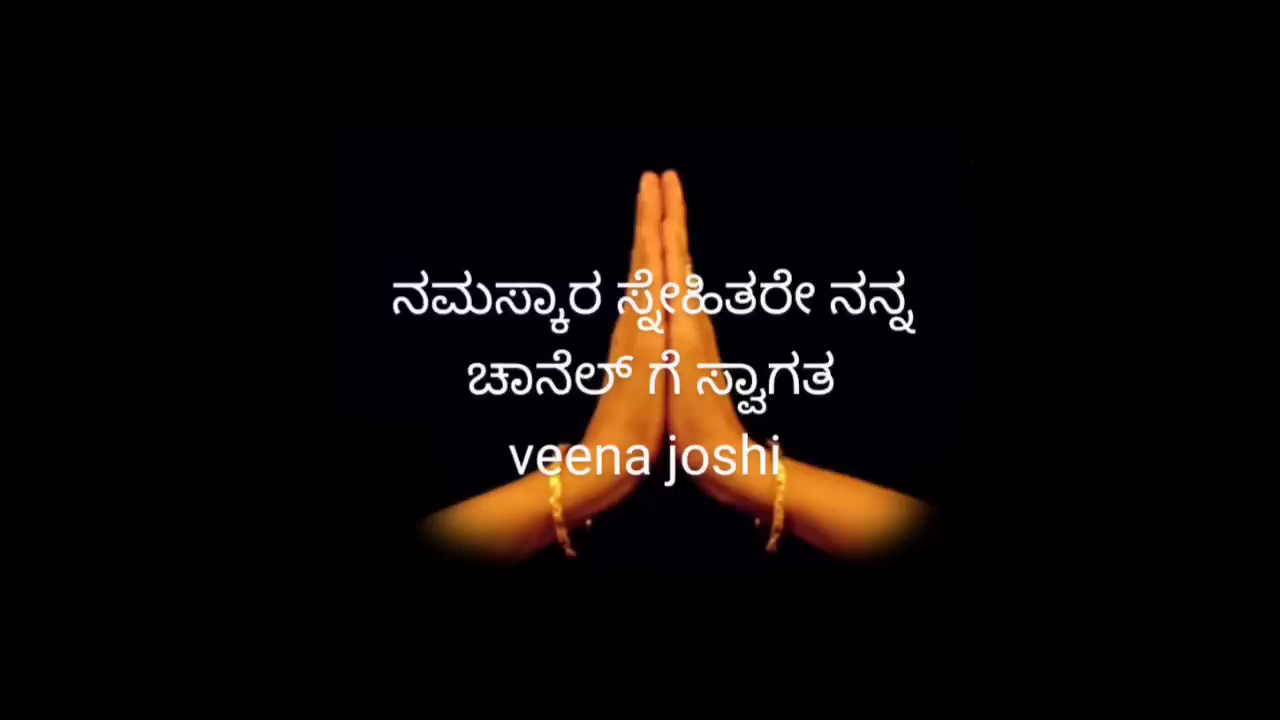 ನಮಸ್ಕಾರ ಸ್ನೇಹಿತರೇ ನನ್ನ
ಚಾನೆಲ್ ಗೆ ಸ್ವಾಗತ
veena joshi